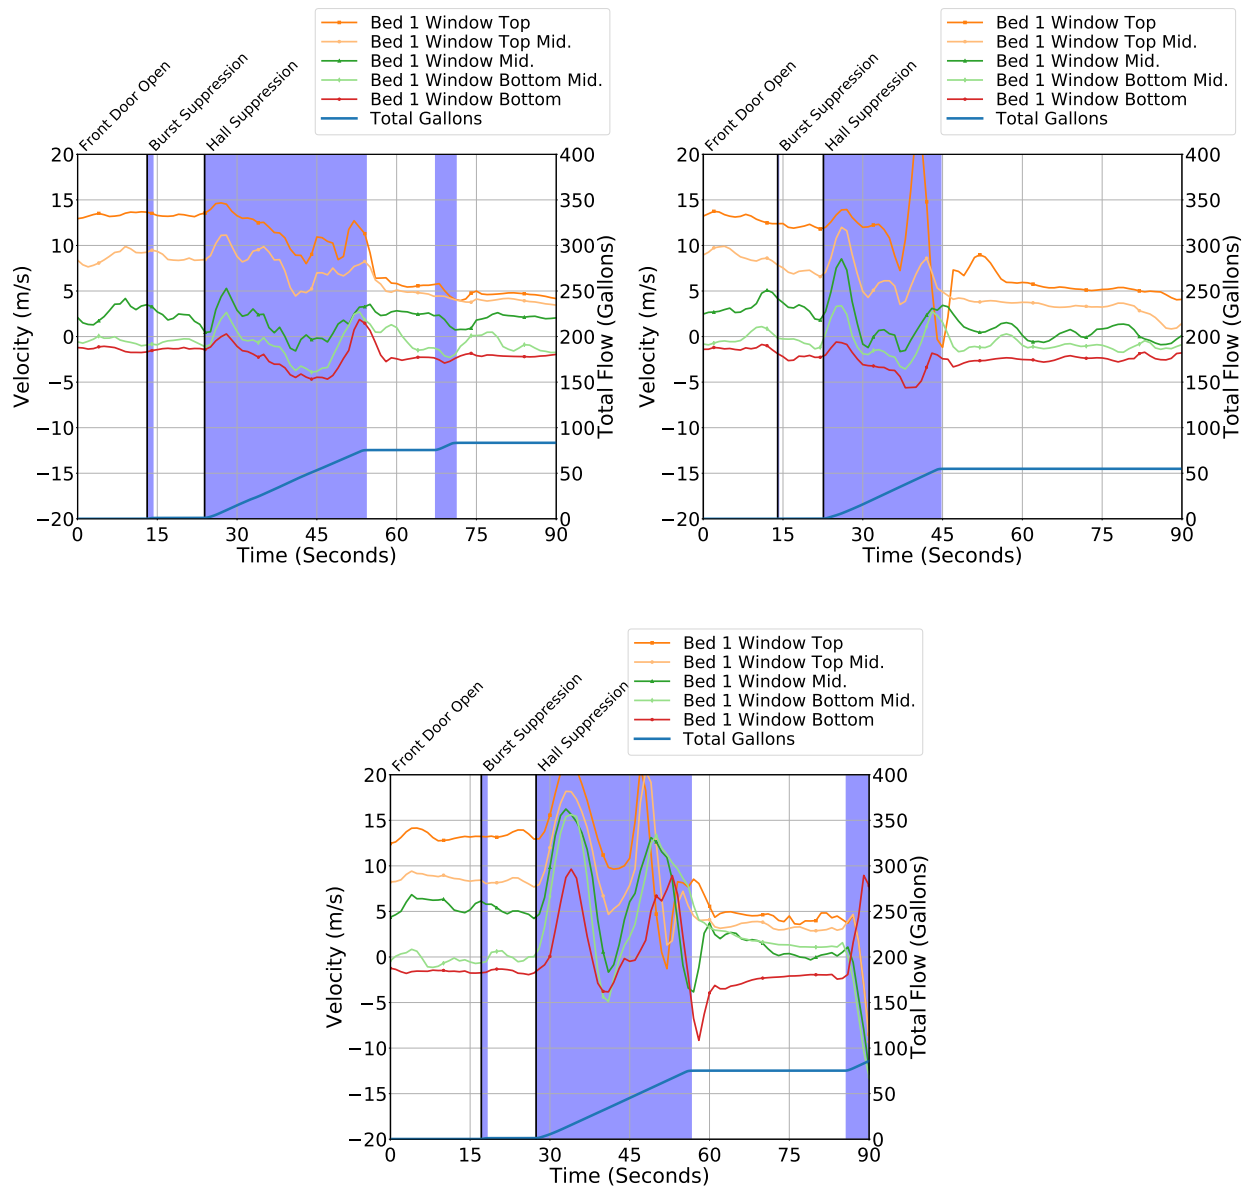 Bed 1 Window Top
Bed 1 Window Top Mid.
Bed 1 Window Mid.
Bed 1 Window Bottom Mid.
Bed 1 Window Bottom
Total Gallons
Front Door Open
Burst Suppression
Hall Suppression
20
15
10
5
0
−5
−10
−15
−20
Velocity (m/s)
400
350
300
250
200
150
100
50
0
Total Flow (Gallons)
0 15 30 45 60 75 90
Time (Seconds)
Bed 1 Window Top
Bed 1 Window Top Mid.
Bed 1 Window Mid.
Bed 1 Window Bottom Mid.
Bed 1 Window Bottom
Total Gallons
Front Door Open
Burst Suppression
Hall Suppression
20
15
10
5
0
−5
−10
−15
−20
Velocity (m/s)
400
350
300
250
200
150
100
50
0
Total Flow (Gallons)
0 15 30 45 60 75 90
Time (Seconds)
Bed 1 Window Top
Bed 1 Window Top Mid.
Bed 1 Window Mid.
Bed 1 Window Bottom Mid.
Bed 1 Window Bottom
Total Gallons
Front Door Open
Burst Suppression
Hall Suppression
20
15
10
5
0
−5
−10
−15
−20
Velocity (m/s)
400
350
300
250
200
150
100
50
0
Total Flow (Gallons)
0 15 30 45 60 75 90
Time (Seconds)